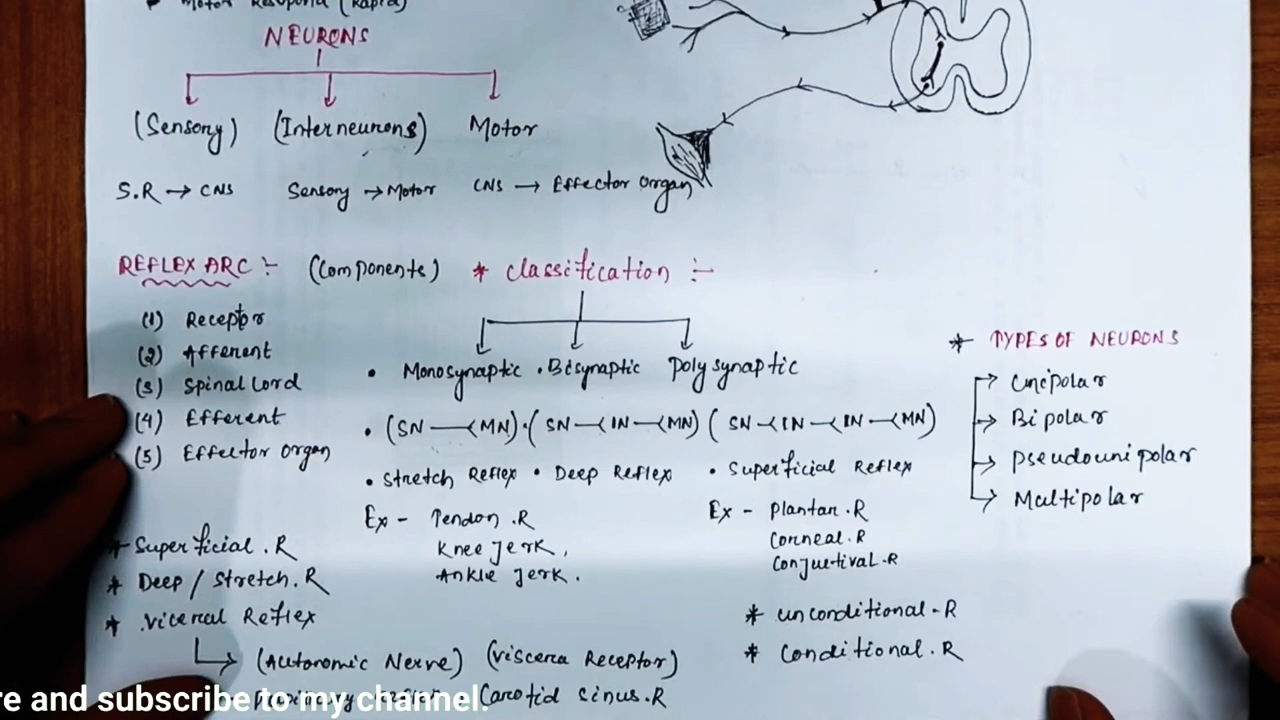 Motor Respond (Rapid)
NEURONS
(Sensory) (Interneurons) Motor
S.R → CNS Sensory → Motor CNS → Effector Organ
REFLEX ARC :- (Components) * Classification :-
(1) Receptor
(2) Afferent
(3) Spinal Cord
(4) Efferent
(5) Effector Organ
• Monosynaptic • Bisynaptic Polysynaptic
• (SN —< MN) • (SN —< IN —< MN) (SN —< IN —< IN —< MN)
• Stretch Reflex • Deep Reflex • Superficial Reflex
Ex - Tendon .R
Knee Jerk,
Ankle Jerk.
Ex - Plantar .R
Corneal .R
Conjuctival .R
* TYPES OF NEURONS
→ Unipolar
→ Bipolar
→ Pseudounipolar
→ Multipolar
* Superficial . R
* Deep / Stretch. R
* Viceral Reflex
→ (Autonomic Nerve) (Viscera Receptor)
Carotid Sinus .R
* unconditional - R
* Conditional . R
re and subscribe to my channel.